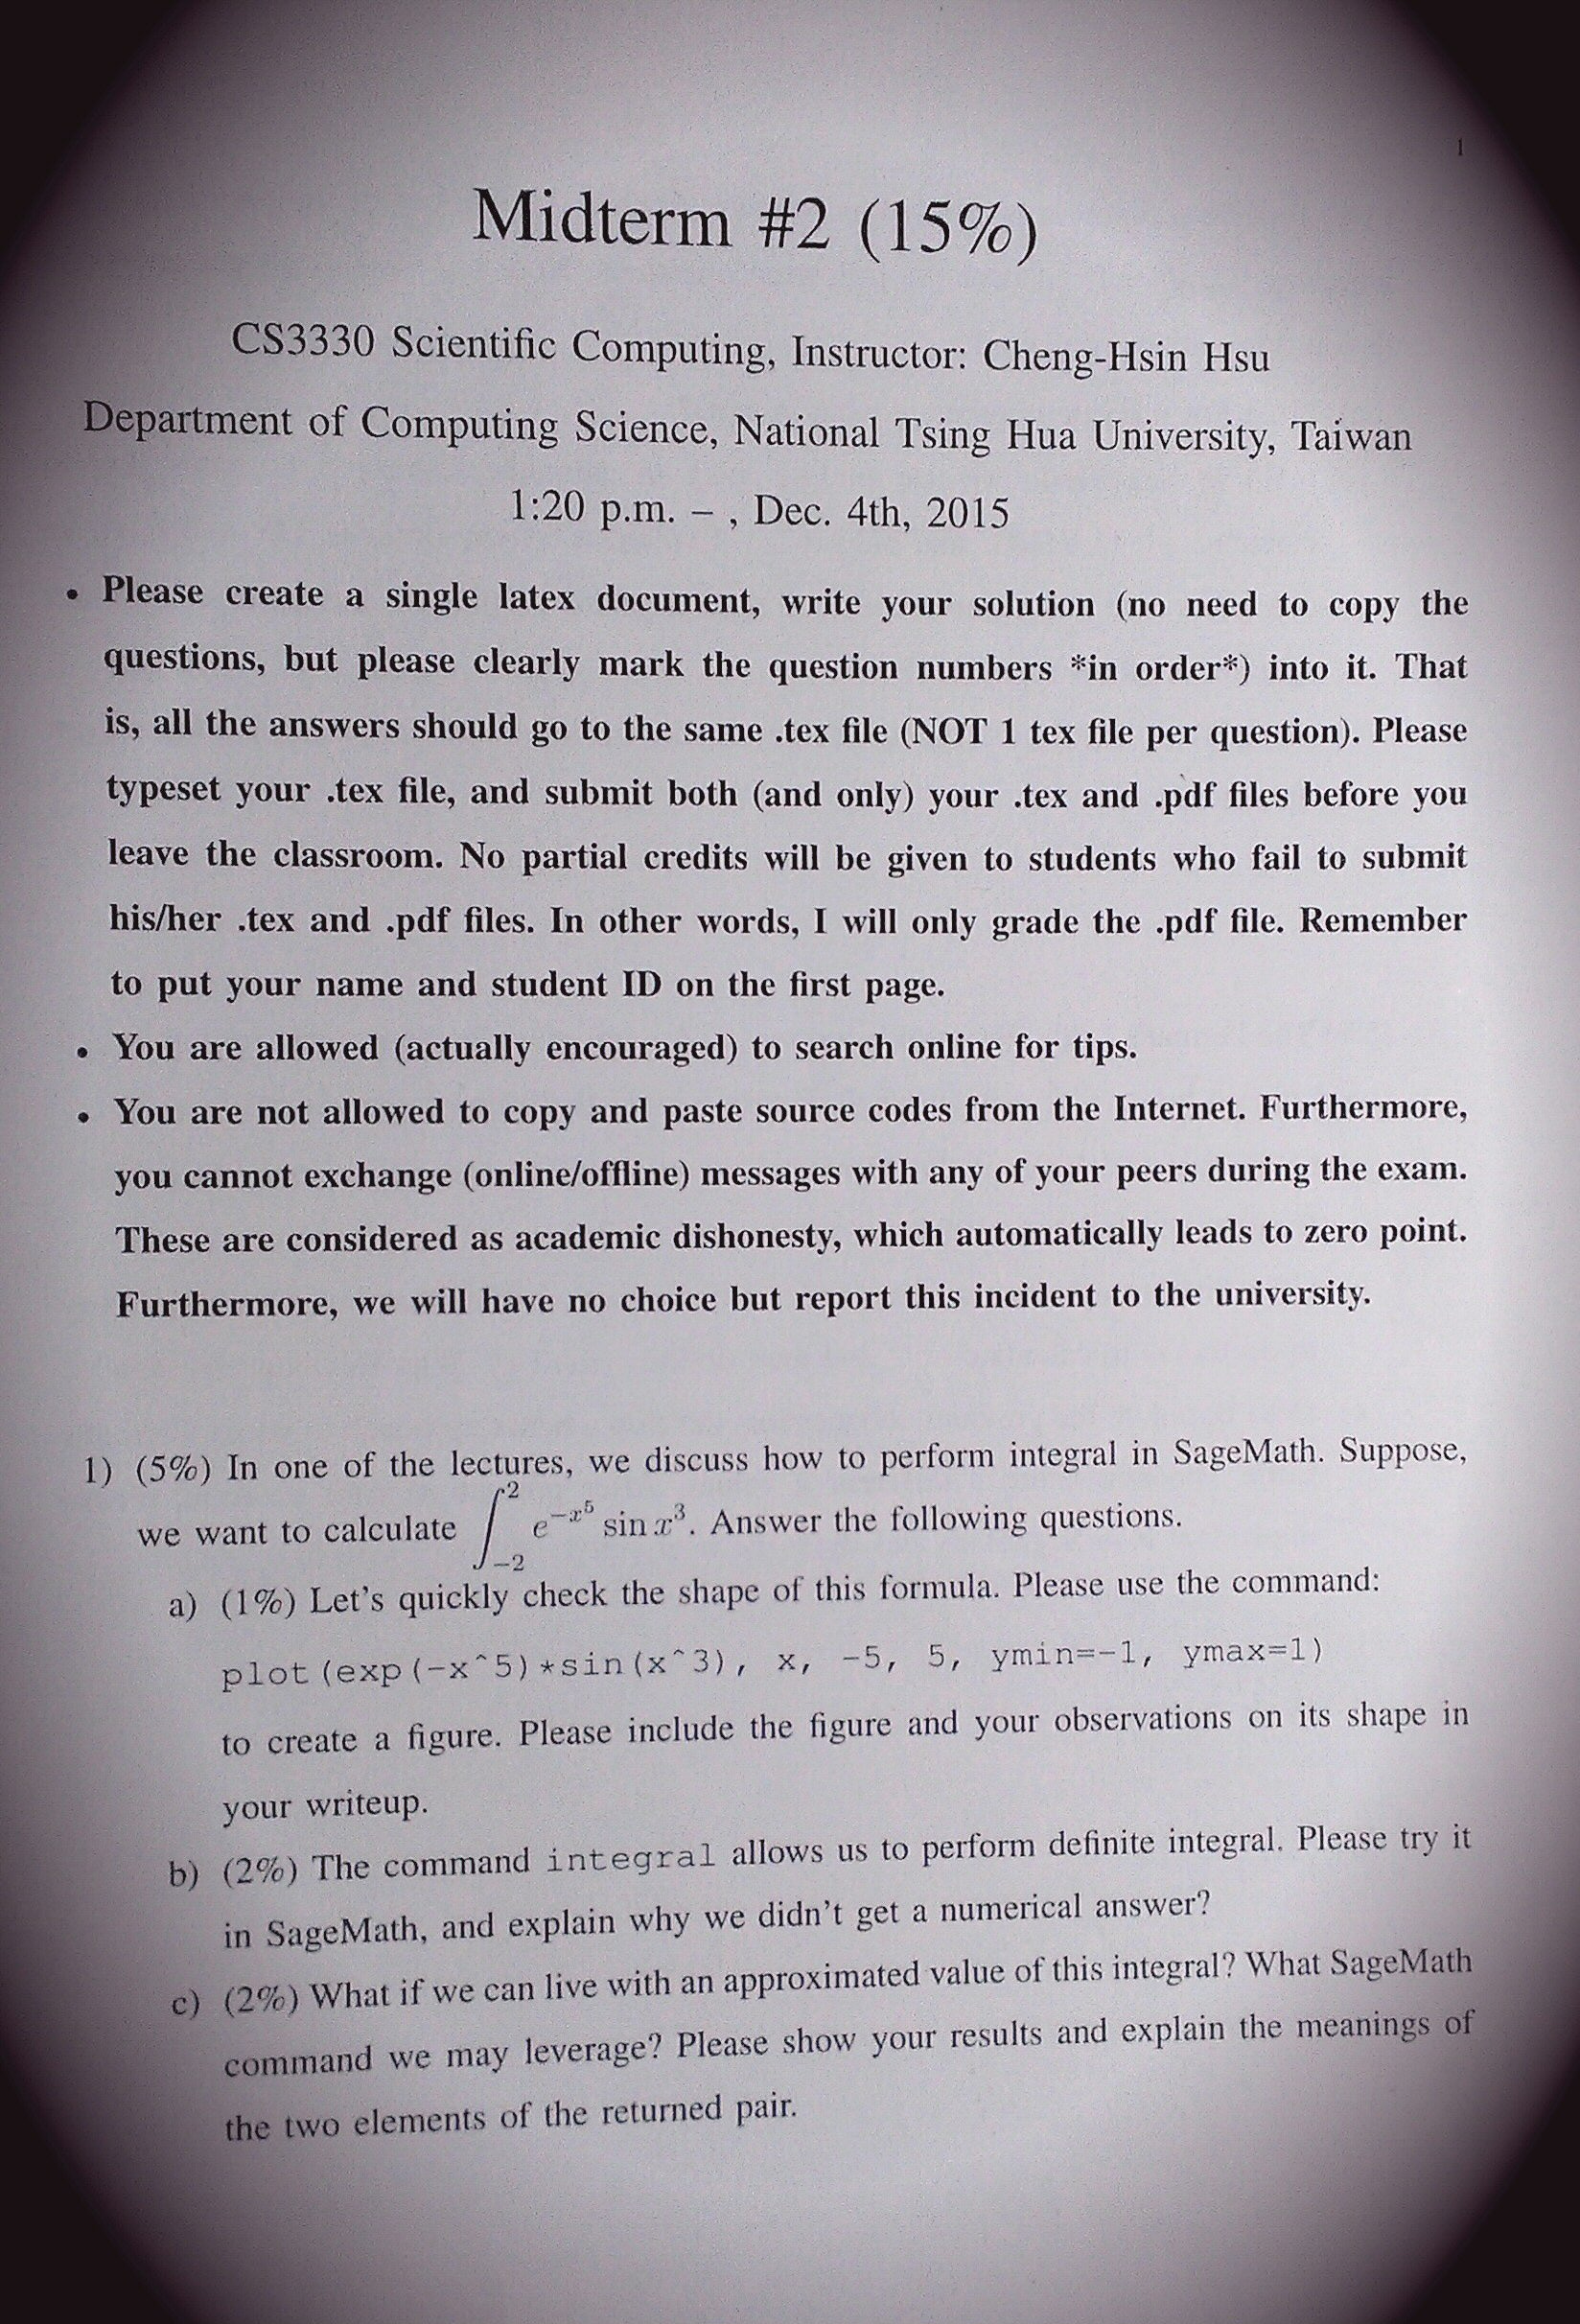 1
Midterm #2 (15%)
CS3330 Scientific Computing, Instructor: Cheng-Hsin Hsu
Department of Computing Science, National Tsing Hua University, Taiwan
1:20 p.m. – , Dec. 4th, 2015
• Please create a single latex document, write your solution (no need to copy the
questions, but please clearly mark the question numbers *in order*) into it. That
is, all the answers should go to the same .tex file (NOT 1 tex file per question). Please
typeset your .tex file, and submit both (and only) your .tex and .pdf files before you
leave the classroom. No partial credits will be given to students who fail to submit
his/her .tex and .pdf files. In other words, I will only grade the .pdf file. Remember
to put your name and student ID on the first page.
• You are allowed (actually encouraged) to search online for tips.
• You are not allowed to copy and paste source codes from the Internet. Furthermore,
you cannot exchange (online/offline) messages with any of your peers during the exam.
These are considered as academic dishonesty, which automatically leads to zero point.
Furthermore, we will have no choice but report this incident to the university.
1) (5%) In one of the lectures, we discuss how to perform integral in SageMath. Suppose,
we want to calculate ∫_{-2}^{2} e^{-x^5} sin x^3. Answer the following questions.
a) (1%) Let's quickly check the shape of this formula. Please use the command:
plot(exp(-x^5)*sin(x^3), x, -5, 5, ymin=-1, ymax=1)
to create a figure. Please include the figure and your observations on its shape in
your writeup.
b) (2%) The command integral allows us to perform definite integral. Please try it
in SageMath, and explain why we didn't get a numerical answer?
c) (2%) What if we can live with an approximated value of this integral? What SageMath
command we may leverage? Please show your results and explain the meanings of
the two elements of the returned pair.